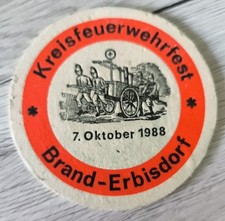 Kreisfeuerwehrfest
7. Oktober 1988
Brand-Erbisdorf